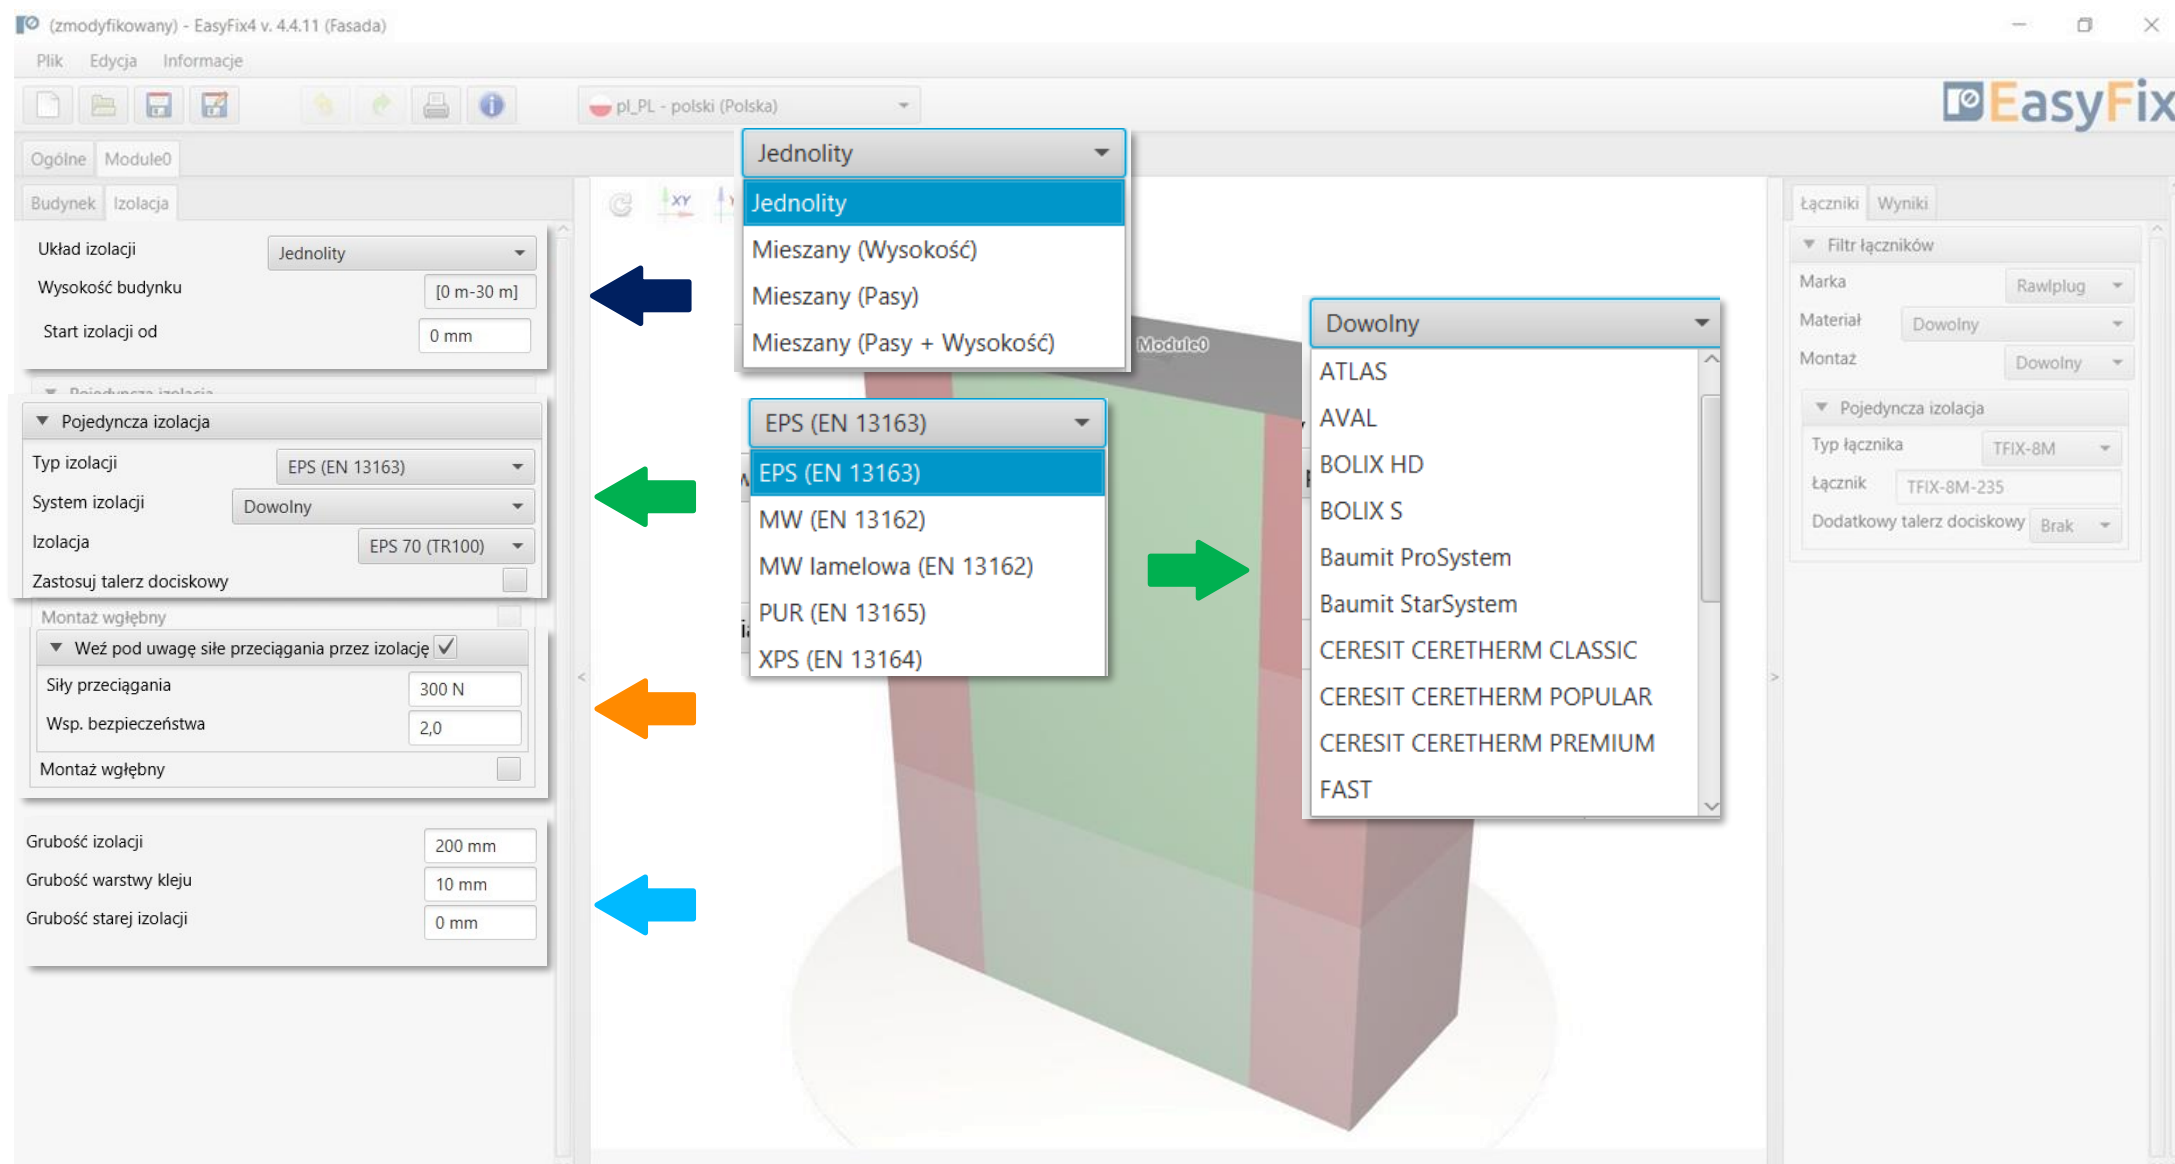 (zmodyfikowany) - EasyFix4 v. 4.4.11 (Fasada)
Plik Edycja Informacje
pl_PL - polski (Polska)
EasyFix
Ogólne Module0
Budynek Izolacja
Układ izolacji Jednolity
Wysokość budynku [0 m-30 m]
Start izolacji od 0 mm
Pojedyncza izolacja
Pojedyncza izolacja
Typ izolacji EPS (EN 13163)
System izolacji Dowolny
Izolacja EPS 70 (TR100)
Zastosuj talerz dociskowy
Montaż wgłębny
Weź pod uwagę siłe przeciągania przez izolację
Siły przeciągania 300 N
Wsp. bezpieczeństwa 2,0
Montaż wgłębny
Grubość izolacji 200 mm
Grubość warstwy kleju 10 mm
Grubość starej izolacji 0 mm
XY
Jednolity
Jednolity
Mieszany (Wysokość)
Mieszany (Pasy)
Mieszany (Pasy + Wysokość)
Module0
EPS (EN 13163)
EPS (EN 13163)
MW (EN 13162)
MW lamelowa (EN 13162)
PUR (EN 13165)
XPS (EN 13164)
Dowolny
ATLAS
AVAL
BOLIX HD
BOLIX S
Baumit ProSystem
Baumit StarSystem
CERESIT CERETHERM CLASSIC
CERESIT CERETHERM POPULAR
CERESIT CERETHERM PREMIUM
FAST
Łączniki Wyniki
Filtr łączników
Marka Rawlplug
Materiał Dowolny
Montaż Dowolny
Pojedyncza izolacja
Typ łącznika TFIX-8M
Łącznik TFIX-8M-235
Dodatkowy talerz dociskowy Brak